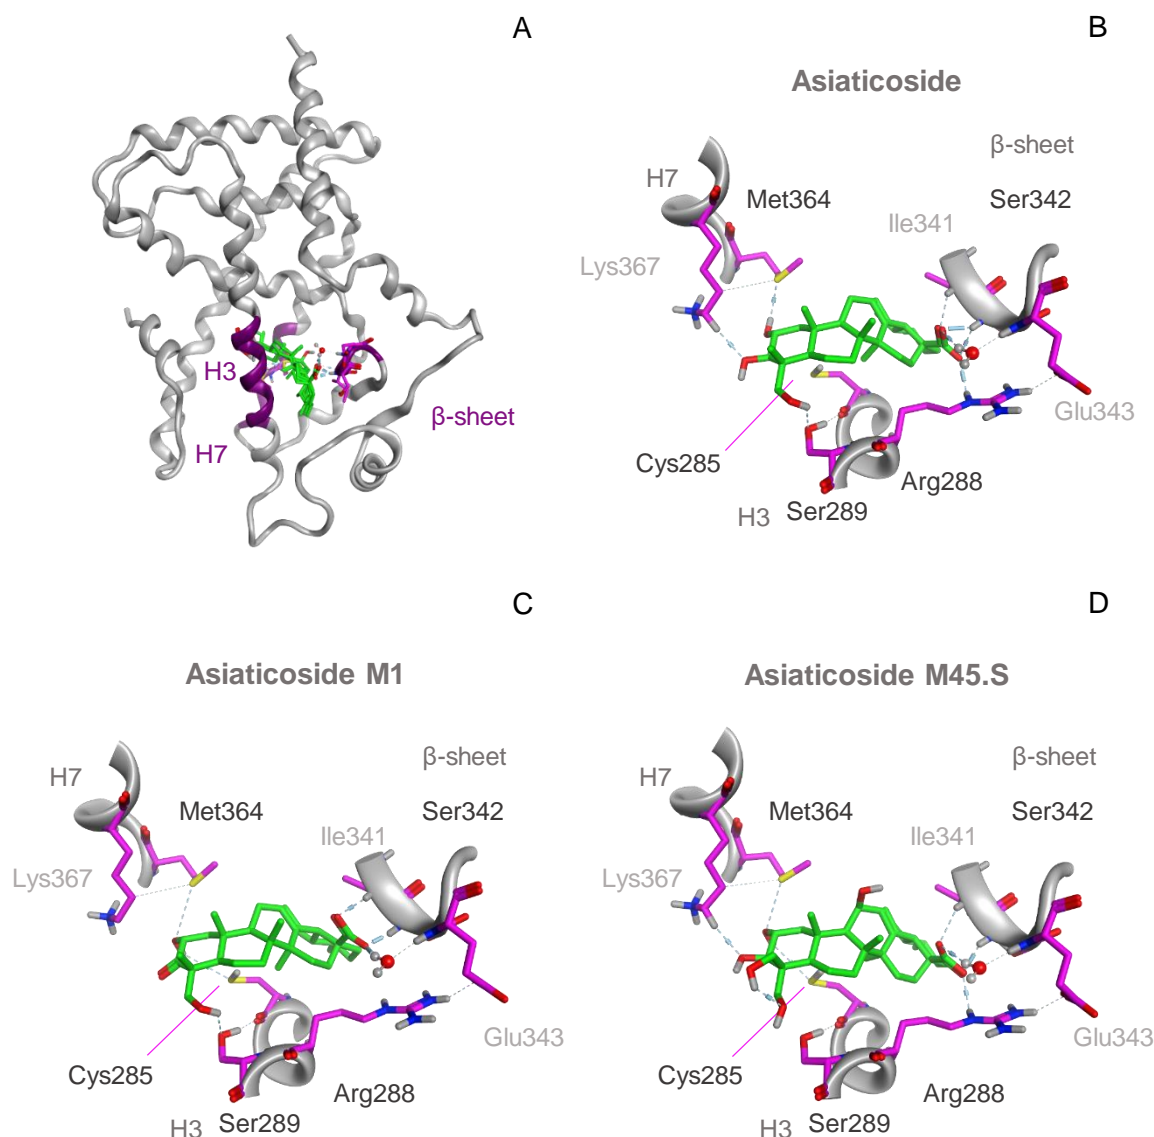 A
H3
β-sheet
H7
B
Asiaticoside
β-sheet
H7
Met364
Ser342
Ile341
Lys367
Glu343
Cys285
Arg288
Ser289
H3
C
Asiaticoside M1
β-sheet
H7
Met364
Ser342
Ile341
Lys367
Glu343
Cys285
Arg288
Ser289
H3
D
Asiaticoside M45.S
β-sheet
H7
Met364
Ser342
Ile341
Lys367
Glu343
Cys285
Arg288
Ser289
H3